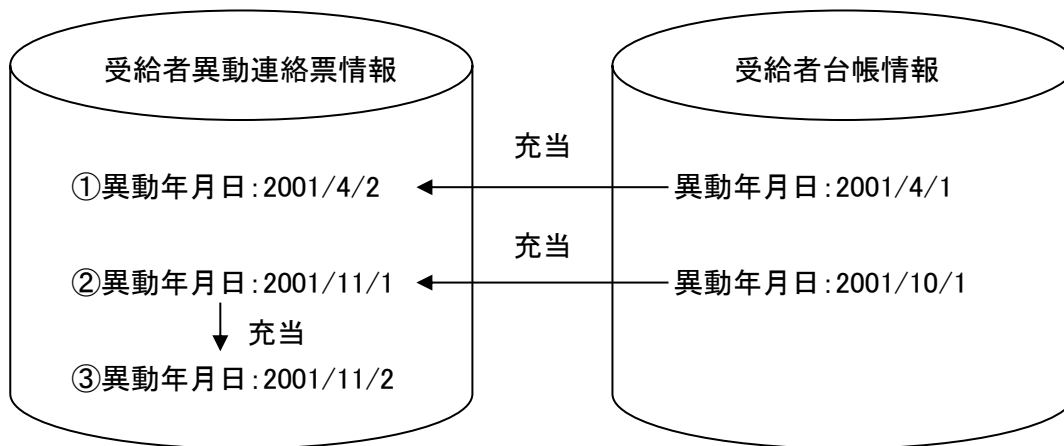 受給者異動連絡票情報
受給者台帳情報
充当
①異動年月日:2001/4/2
異動年月日:2001/4/1
充当
②異動年月日:2001/11/1
異動年月日:2001/10/1
充当
③異動年月日:2001/11/2